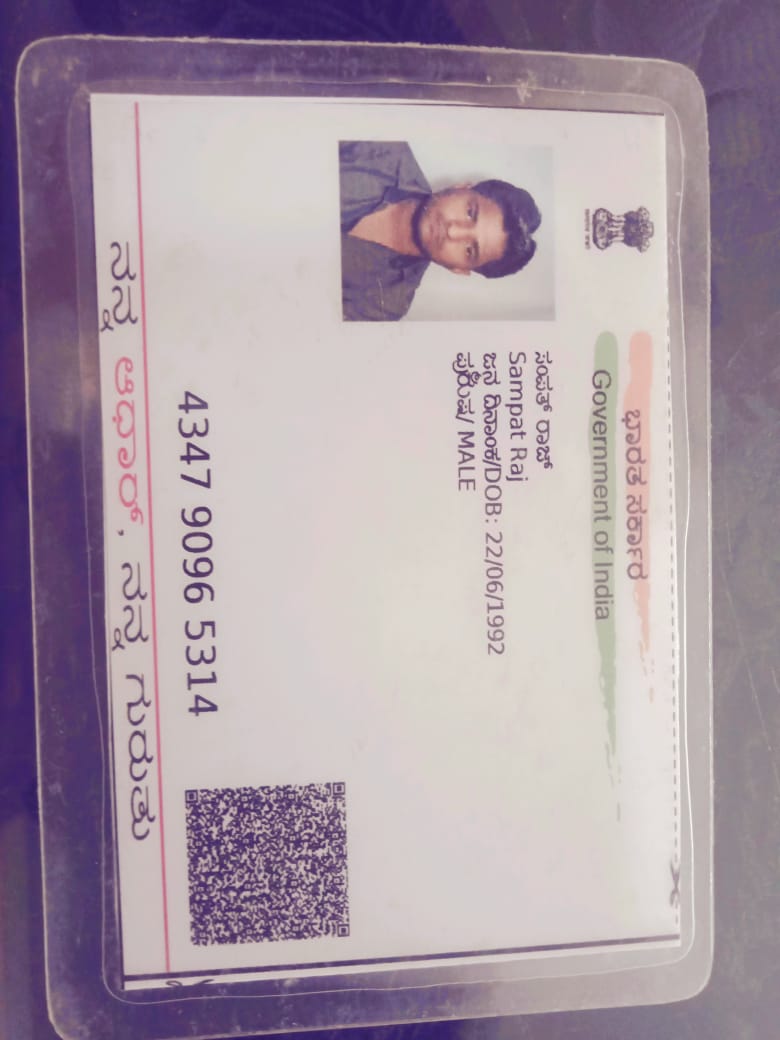 ಭಾರತ ಸರ್ಕಾರ
Government of India
ಸಂಪತ್ ರಾಜ್
Sampat Raj
ಜನ್ಮ ದಿನಾಂಕ/DOB: 22/06/1992
ಪುರುಷ/ MALE
4347 9096 5314
ನನ್ನ ಆಧಾರ್, ನನ್ನ ಗುರುತು